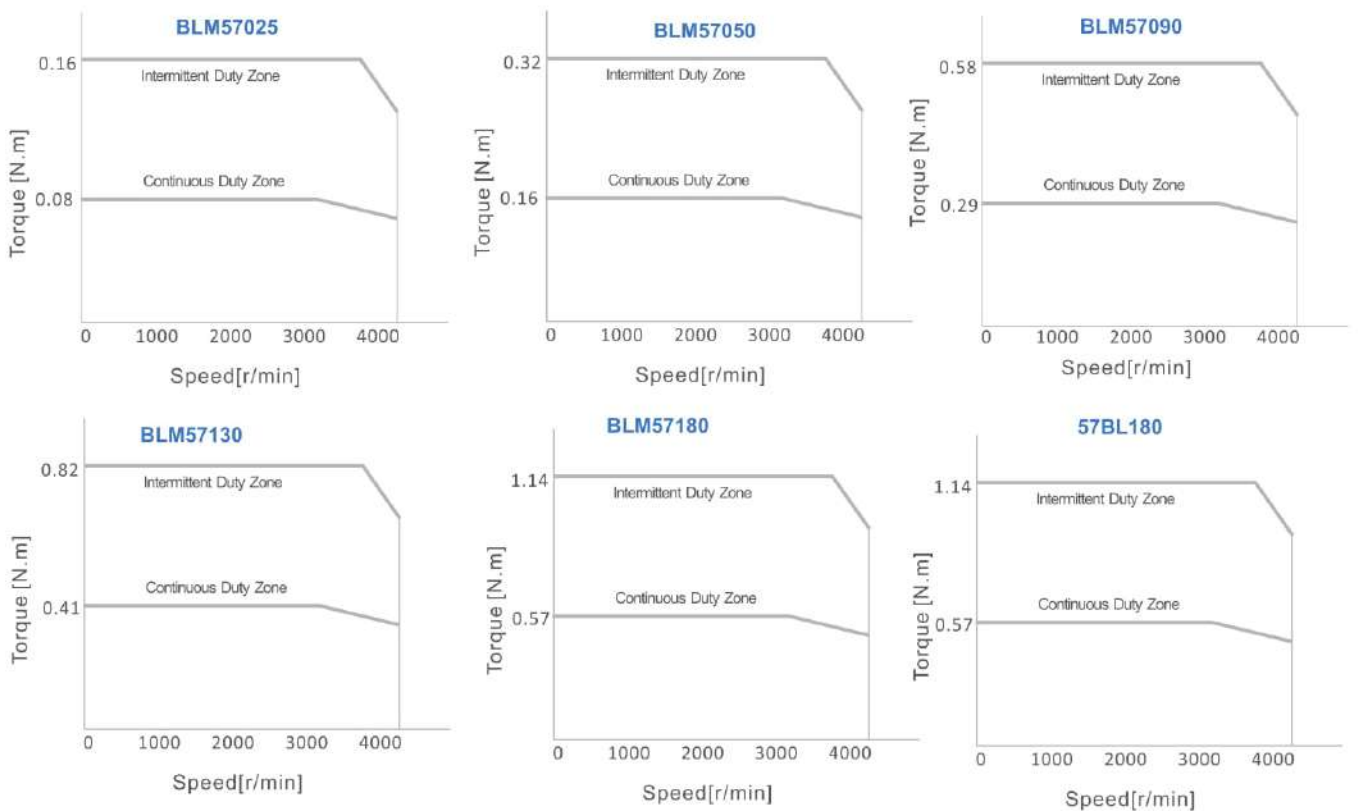 BLM57025
0.16
Intermittent Duty Zone
Continuous Duty Zone
0.08
Torque [N.m]
0 1000 2000 3000 4000
Speed[r/min]
BLM57050
0.32
Intermittent Duty Zone
Continuous Duty Zone
0.16
Torque [N.m]
0 1000 2000 3000 4000
Speed[r/min]
BLM57090
0.58
Intermittent Duty Zone
Continuous Duty Zone
0.29
Torque [N.m]
0 1000 2000 3000 4000
Speed[r/min]
BLM57130
0.82
Intermittent Duty Zone
Continuous Duty Zone
0.41
Torque [N.m]
0 1000 2000 3000 4000
Speed[r/min]
BLM57180
1.14
Intermittent Duty Zone
Continuous Duty Zone
0.57
Torque [N.m]
0 1000 2000 3000 4000
Speed[r/min]
57BL180
1.14
Intermittent Duty Zone
Continuous Duty Zone
0.57
Torque [N.m]
0 1000 2000 3000 4000
Speed[r/min]